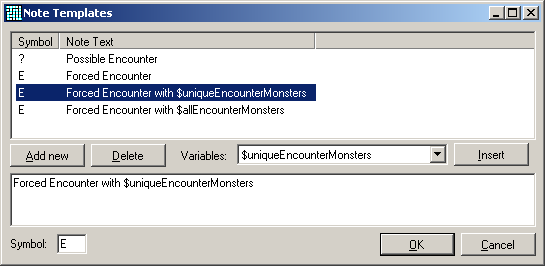 Note Templates
Symbol Note Text
? Possible Encounter
E Forced Encounter
E Forced Encounter with $uniqueEncounterMonsters
E Forced Encounter with $allEncounterMonsters
Add new Delete Variables: $uniqueEncounterMonsters Insert
Forced Encounter with $uniqueEncounterMonsters
Symbol: E OK Cancel